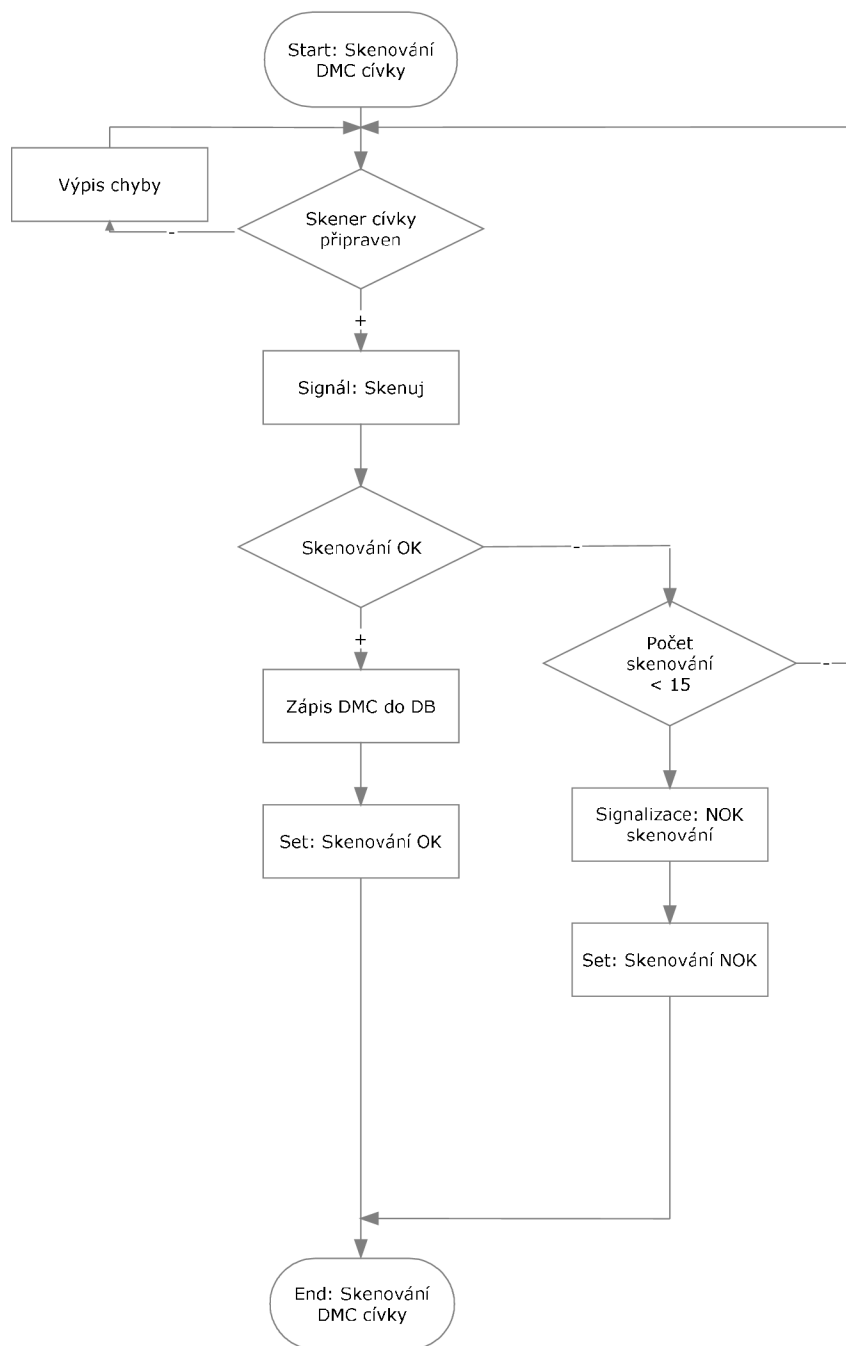 Start: Skenování
DMC cívky
Výpis chyby
Skener cívky
připraven
-
+
Signál: Skenuj
Skenování OK
-
+
Počet
skenování
< 15
-
Zápis DMC do DB
Signalizace: NOK
skenování
Set: Skenování OK
Set: Skenování NOK
End: Skenování
DMC cívky